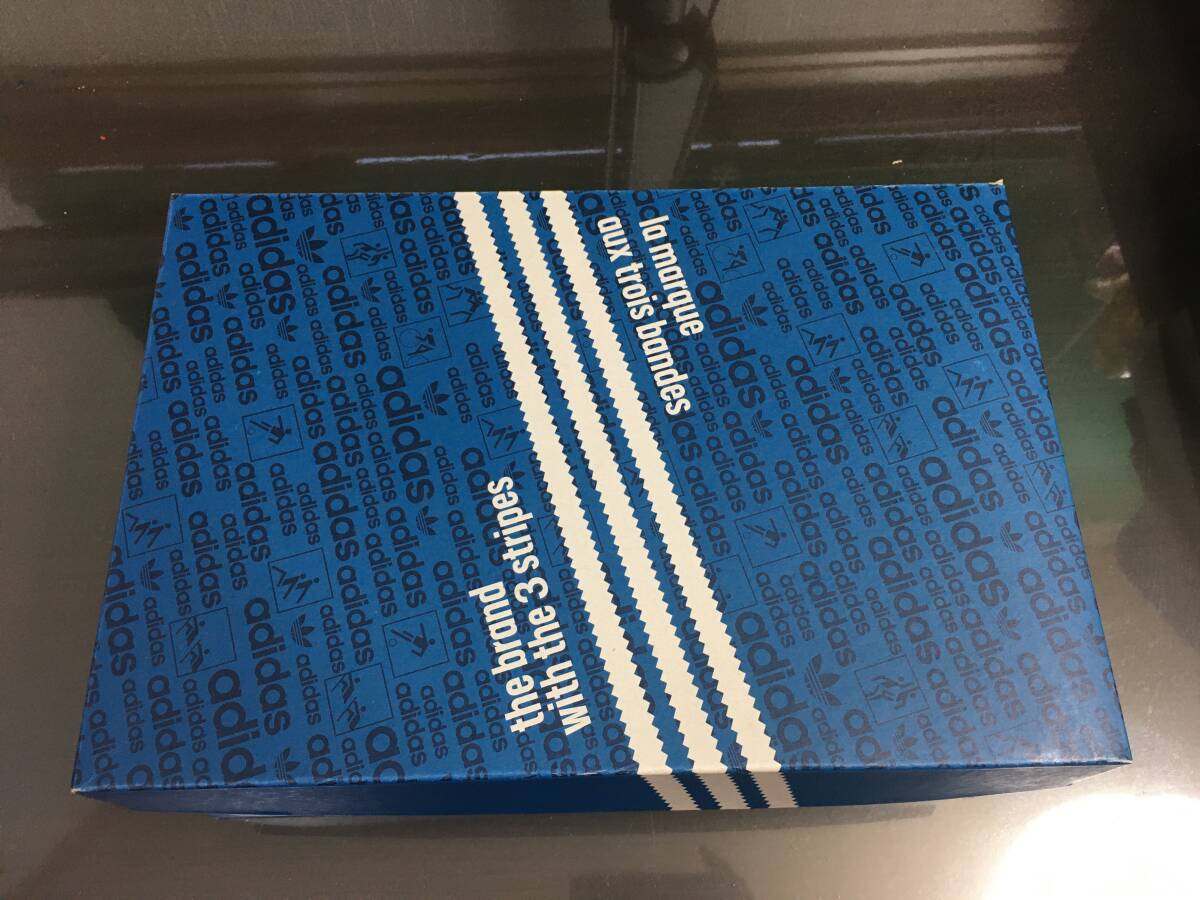 la marque
aux trois bandes
the brand
with the 3 stripes
adidas